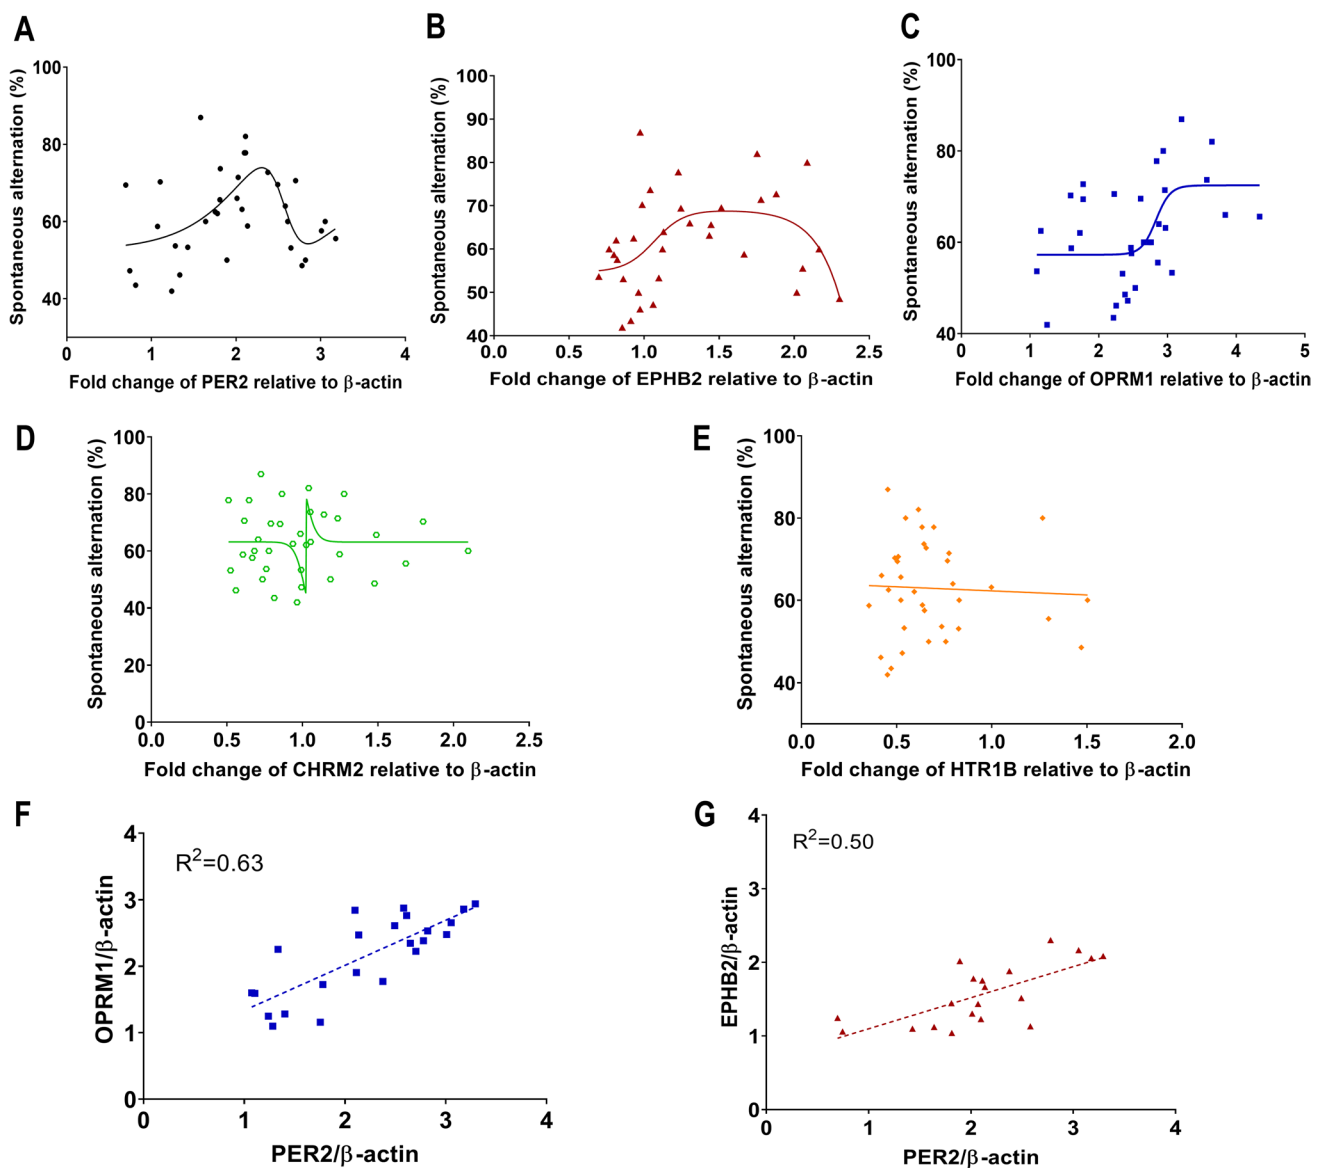 A
Spontaneous alternation (%)
100
80
60
40
0 1 2 3 4
Fold change of PER2 relative to β-actin
B
Spontaneous alternation (%)
100
90
80
70
60
50
40
0.0 0.5 1.0 1.5 2.0 2.5
Fold change of EPHB2 relative to β-actin
C
Spontaneous alternation (%)
100
80
60
40
0 1 2 3 4 5
Fold change of OPRM1 relative to β-actin
D
Spontaneous alternation (%)
100
80
60
40
20
0
0.0 0.5 1.0 1.5 2.0 2.5
Fold change of CHRM2 relative to β-actin
E
Spontaneous alternation (%)
100
80
60
40
0.0 0.5 1.0 1.5 2.0
Fold change of HTR1B relative to β-actin
F
OPRM1/β-actin
R²=0.63
4
3
2
1
0
0 1 2 3 4
PER2/β-actin
G
EPHB2/β-actin
R²=0.50
4
3
2
1
0
0 1 2 3 4
PER2/β-actin